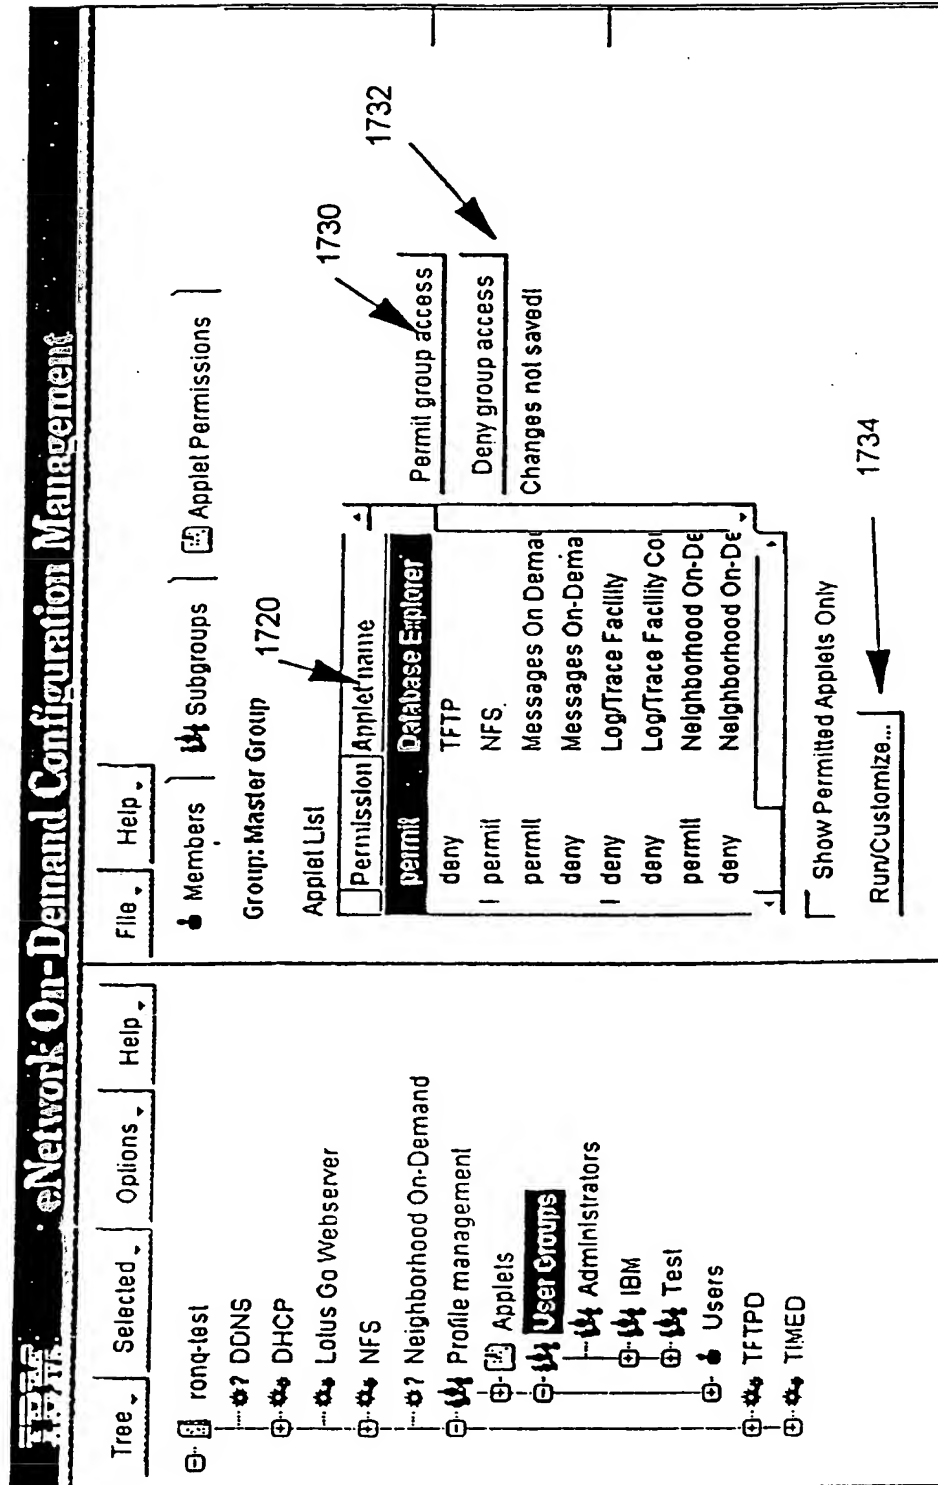 IBM eNetwork On-Demand Configuration Management
Tree Selected Options Help
ronq-test
? DDNS
DHCP
Lotus Go Webserver
NFS
? Neighborhood On-Demand
Profile management
Applets
User Groups
Administrators
IBM
Test
Users
TFTPD
TIMED
File Help
Members Subgroups Applet Permissions
Group: Master Group
Applet List
1720
Permission Applet name
permit Database Explorer
deny TFTP
permit NFS
permit Messages On Demar
deny Messages On-Dema
deny Log/Trace Facility
deny Log/Trace Facility Cou
permit Neighborhood On-De
deny Neighborhood On-De
Permit group access
1730
Deny group access
1732
Changes not saved!
Show Permitted Applets Only
Run/Customize...
1734